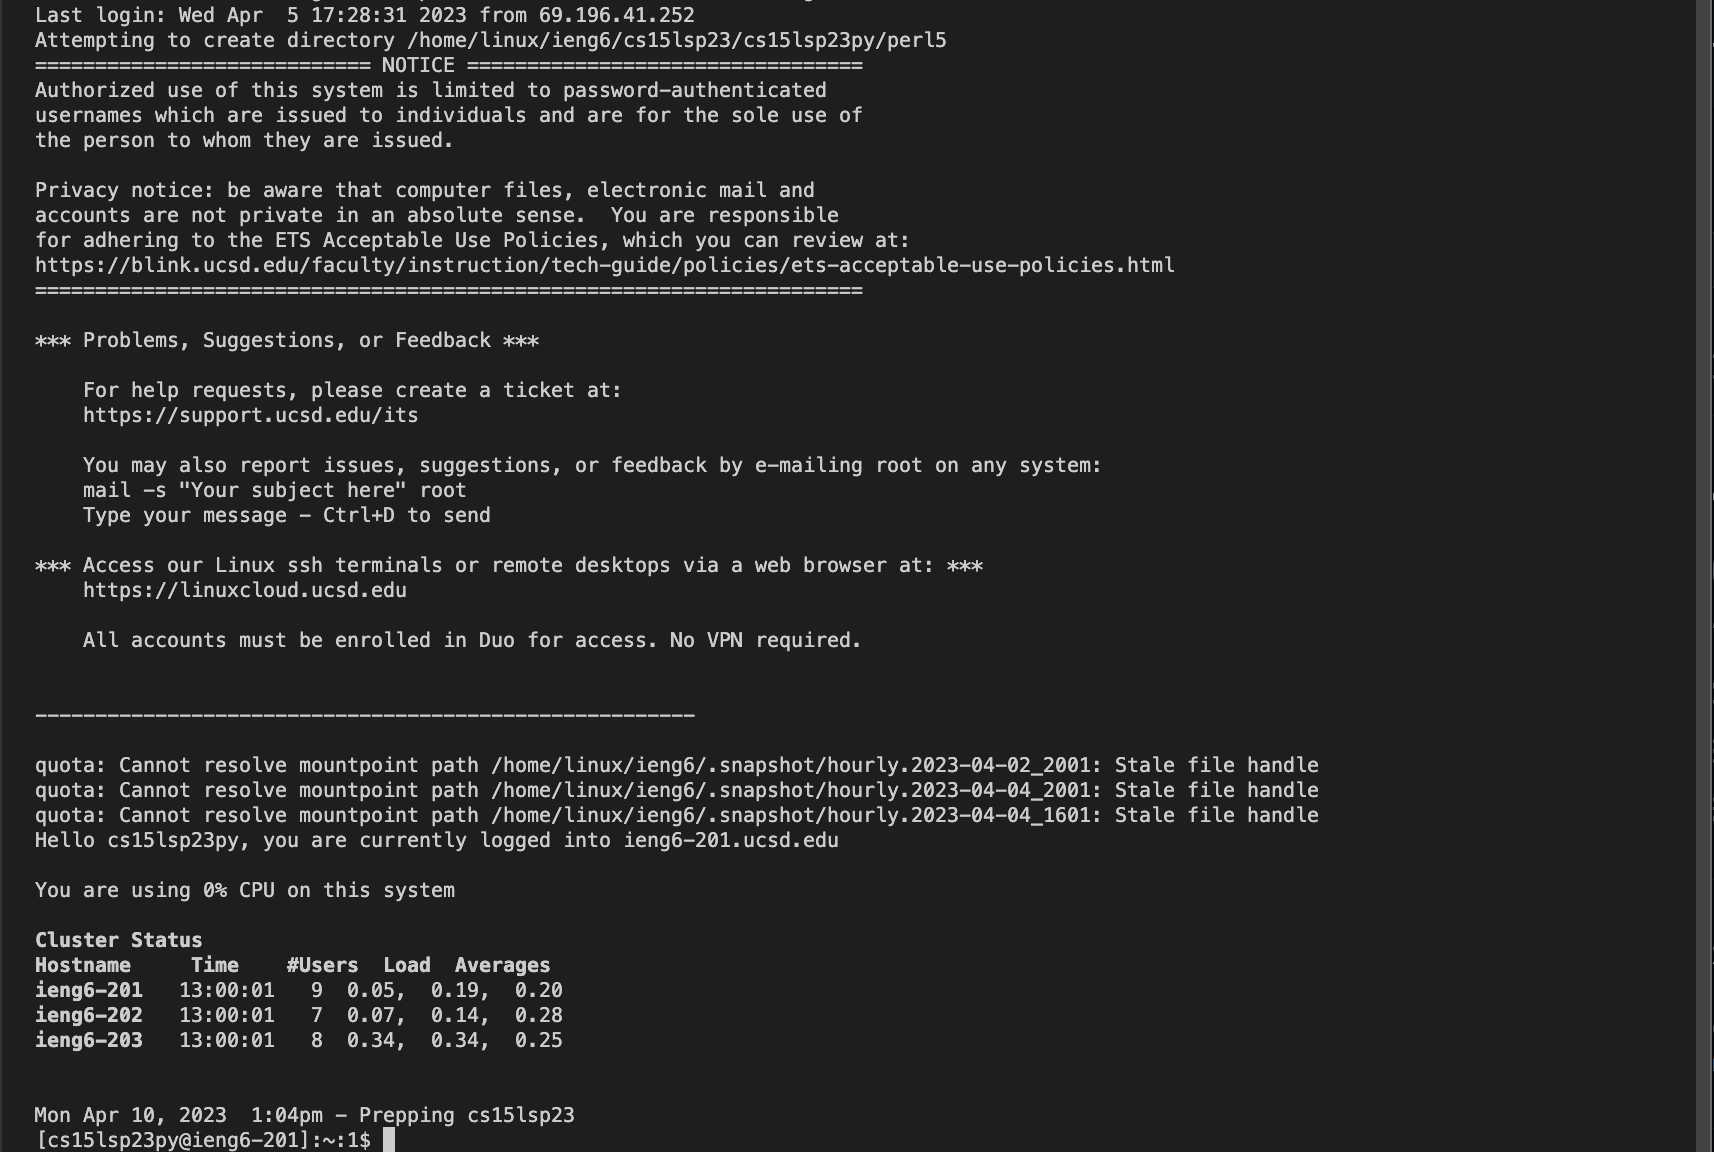 Last login: Wed Apr  5 17:28:31 2023 from 69.196.41.252
Attempting to create directory /home/linux/ieng6/cs15lsp23/cs15lsp23py/perl5
============================ NOTICE =================================
Authorized use of this system is limited to password-authenticated
usernames which are issued to individuals and are for the sole use of
the person to whom they are issued.

Privacy notice: be aware that computer files, electronic mail and
accounts are not private in an absolute sense.  You are responsible
for adhering to the ETS Acceptable Use Policies, which you can review at:
https://blink.ucsd.edu/faculty/instruction/tech-guide/policies/ets-acceptable-use-policies.html
=====================================================================

*** Problems, Suggestions, or Feedback ***

    For help requests, please create a ticket at:
    https://support.ucsd.edu/its

    You may also report issues, suggestions, or feedback by e-mailing root on any system:
    mail -s "Your subject here" root
    Type your message - Ctrl+D to send

*** Access our Linux ssh terminals or remote desktops via a web browser at: ***
    https://linuxcloud.ucsd.edu

    All accounts must be enrolled in Duo for access. No VPN required.


-------------------------------------------------------

quota: Cannot resolve mountpoint path /home/linux/ieng6/.snapshot/hourly.2023-04-02_2001: Stale file handle
quota: Cannot resolve mountpoint path /home/linux/ieng6/.snapshot/hourly.2023-04-04_2001: Stale file handle
quota: Cannot resolve mountpoint path /home/linux/ieng6/.snapshot/hourly.2023-04-04_1601: Stale file handle
Hello cs15lsp23py, you are currently logged into ieng6-201.ucsd.edu

You are using 0% CPU on this system

Cluster Status
Hostname     Time    #Users  Load  Averages
ieng6-201   13:00:01   9  0.05,  0.19,  0.20
ieng6-202   13:00:01   7  0.07,  0.14,  0.28
ieng6-203   13:00:01   8  0.34,  0.34,  0.25


Mon Apr 10, 2023  1:04pm - Prepping cs15lsp23
[cs15lsp23py@ieng6-201]:~:1$